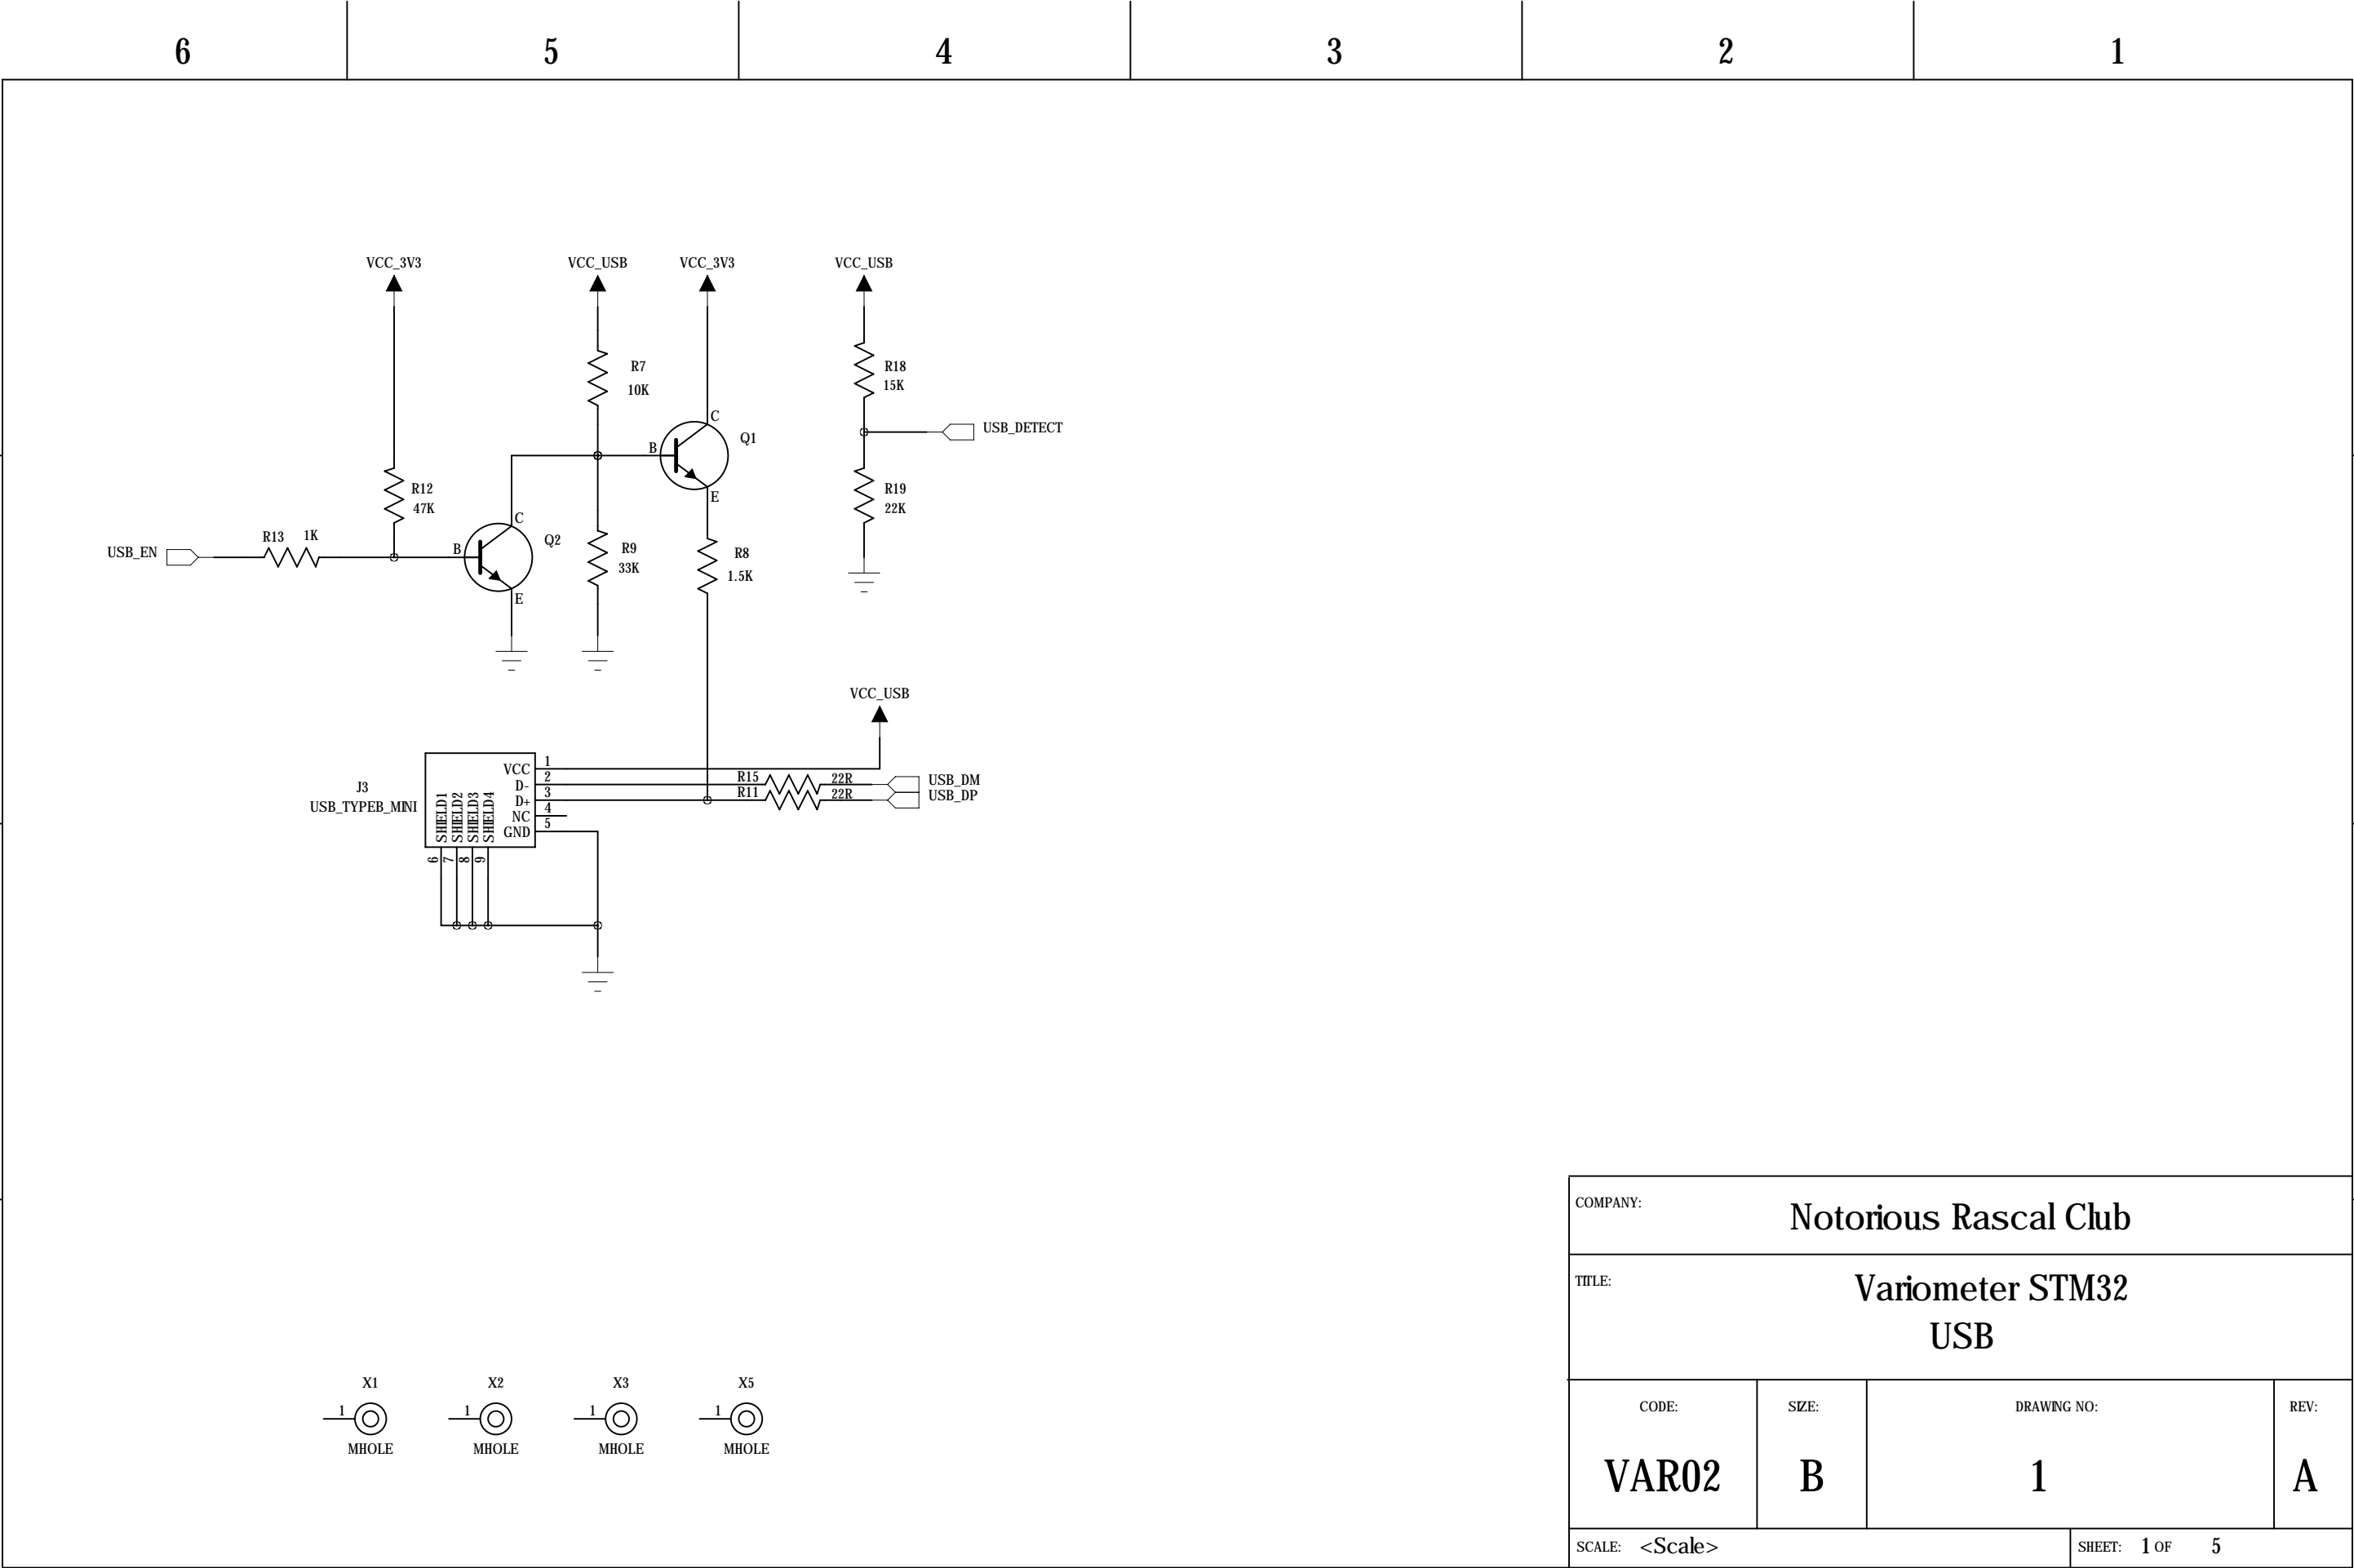 6 5 4 3 2 1
VCC_3V3 VCC_USB VCC_3V3 VCC_USB
R7
10K
R18
15K
C
Q1
B
E
USB_DETECT
R12
47K
R19
22K
C
Q2
B
E
R13 1K
USB_EN
R9
33K
R8
1.5K
VCC_USB
J3
USB_TYPEB_MINI
VCC 1
D- 2
D+ 3
NC 4
GND 5
SHIELD1 6
SHIELD2 7
SHIELD3 8
SHIELD4 9
R15 22R USB_DM
R11 22R USB_DP
COMPANY:
Notorious Rascal Club
TITLE:
Variometer STM32
USB
X1 X2 X3 X5
1 1 1 1
MHOLE MHOLE MHOLE MHOLE
CODE: SIZE: DRAWING NO: REV:
VAR02 B 1 A
SCALE: <Scale> SHEET: 1 OF 5